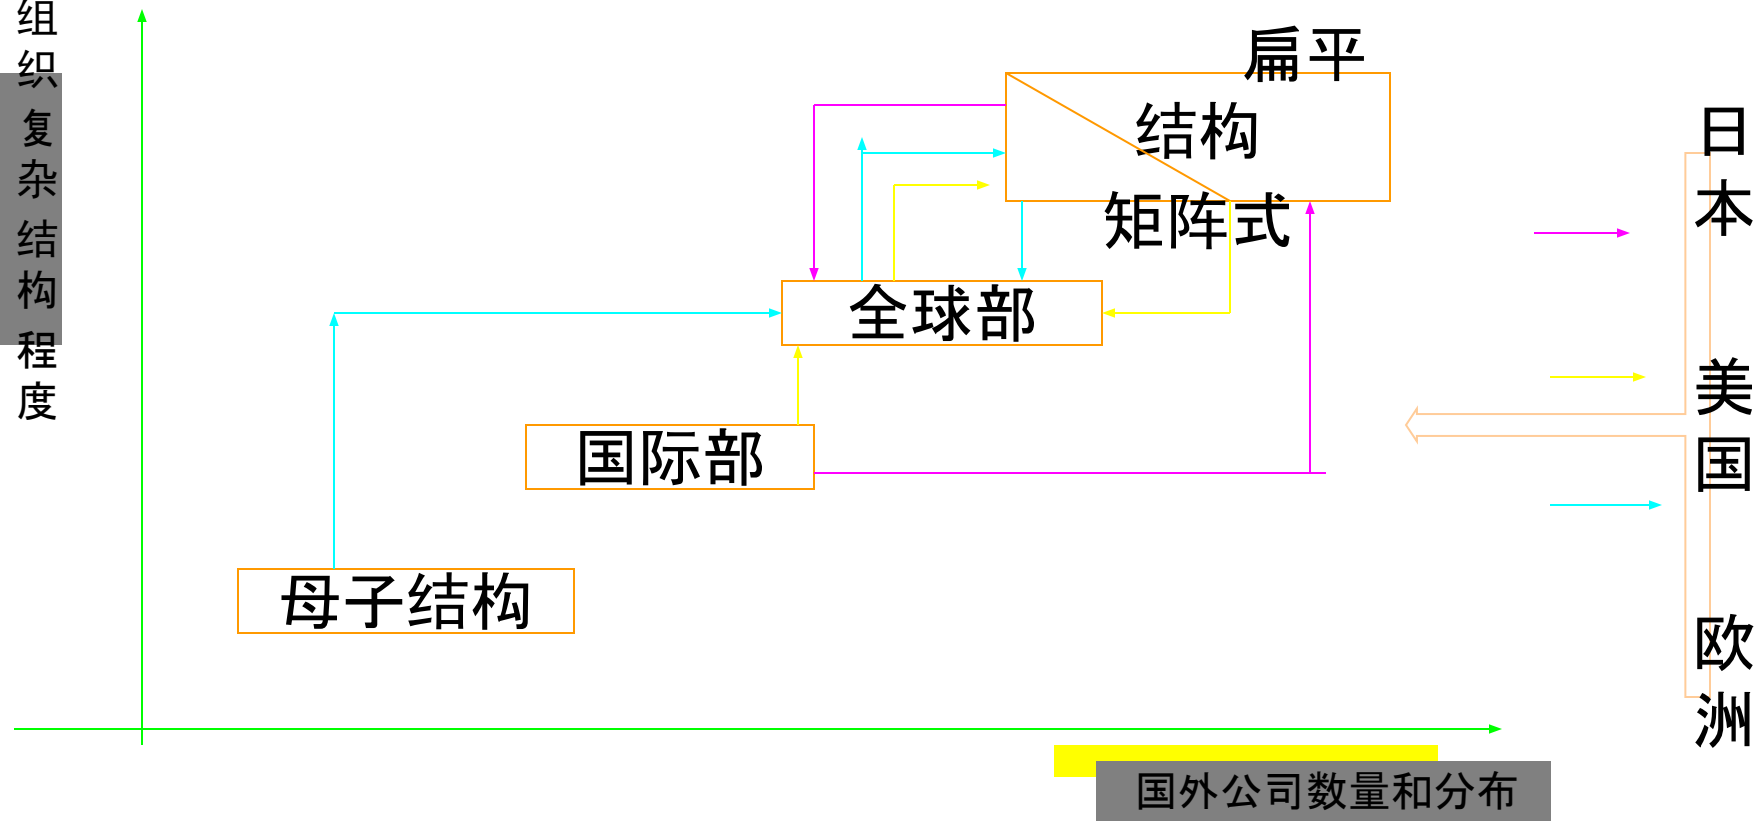 组
织
复
杂
结
构
程
度
扁平
结构
矩阵式
全球部
国际部
母子结构
日
本
美
国
欧
洲
国外公司数量和分布